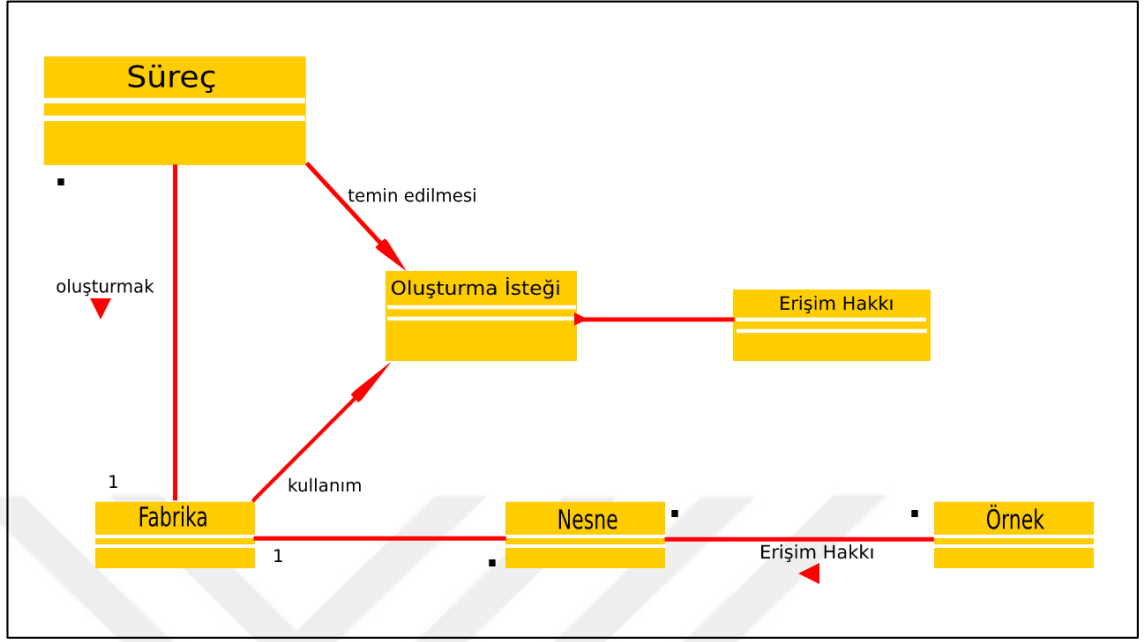 Süreç
temin edilmesi
oluşturmak
Oluşturma İsteği
Erişim Hakkı
1
kullanım
Fabrika
Nesne
Örnek
1
Erişim Hakkı